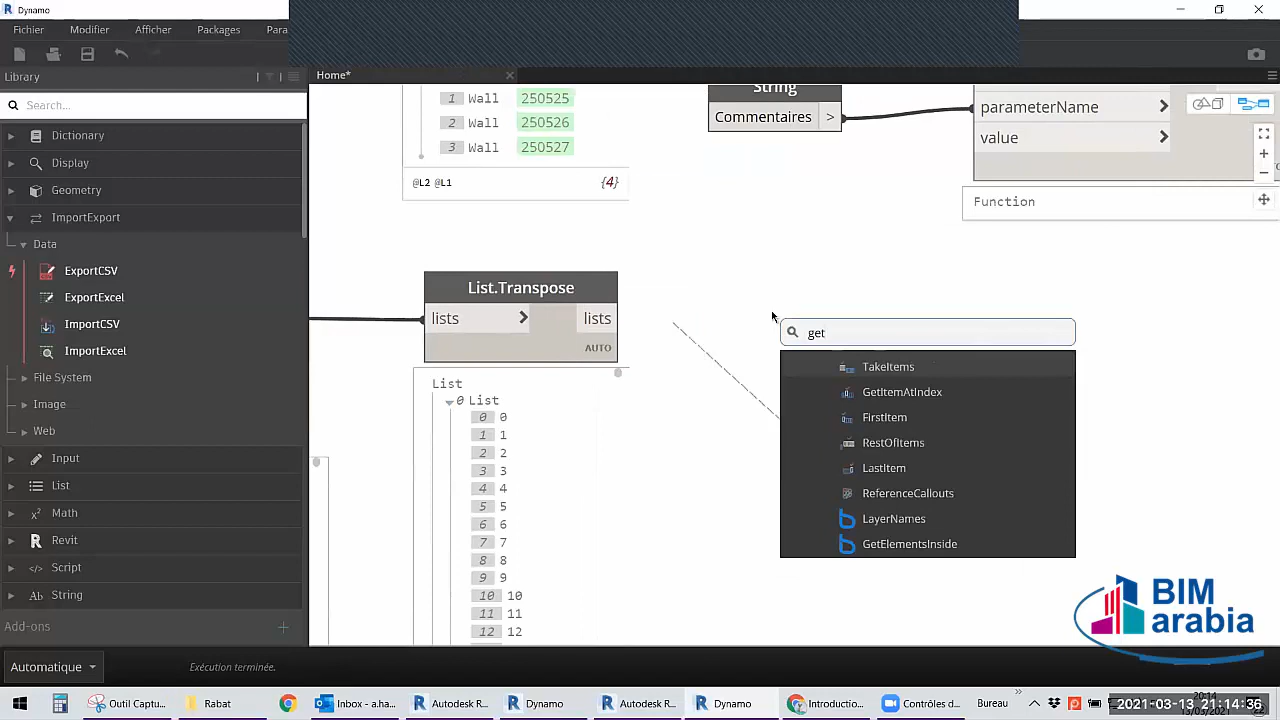 Dynamo
Fichier Modifier Afficher Packages Para
Library
Home*
Search...
Dictionary
Display
Geometry
ImportExport
Data
ExportCSV
ExportExcel
ImportCSV
ImportExcel
File System
Image
Web
Input
List
Math
Revit
Script
String
Add-ons
Automatique
Exécution terminée.
1 Wall 250525
2 Wall 250526
3 Wall 250527
@L2 @L1 {4}
String
Commentaires >
parameterName >
value >
Function
List.Transpose
lists > lists
AUTO
List
0 List
0 0
1 1
2 2
3 3
4 4
5 5
6 6
7 7
8 8
9 9
10 10
11 11
12 12
get
TakeItems
GetItemAtIndex
FirstItem
RestOfItems
LastItem
ReferenceCallouts
LayerNames
GetElementsInside
BIM
arabia
Outil Captu... Rabat Inbox - sha... Autodesk R... Dynamo Autodesk R... Dynamo Introductio... Contrôles d... Bureau
20:14
2021-03-13 21:14:36